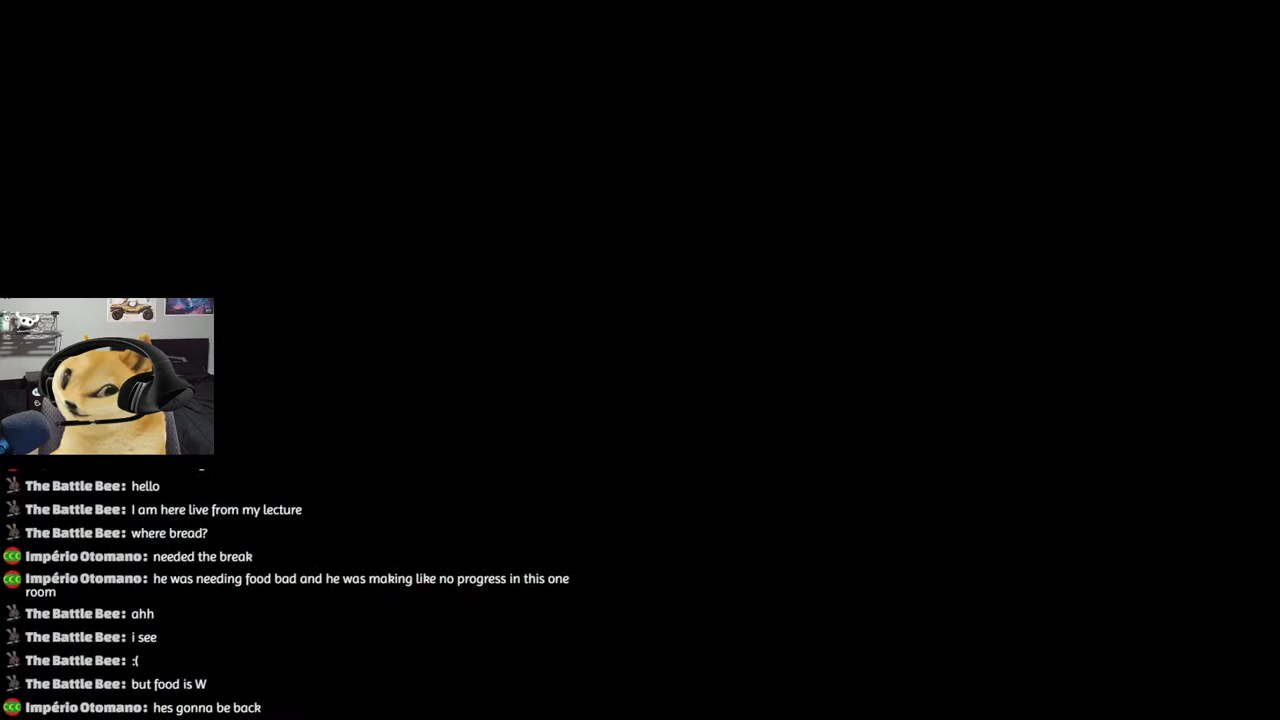 The Battle Bee: hello
The Battle Bee: I am here live from my lecture
The Battle Bee: where bread?
Império Otomano: needed the break
Império Otomano: he was needing food bad and he was making like no progress in this one
room
The Battle Bee: ahh
The Battle Bee: i see
The Battle Bee: :(
The Battle Bee: but food is W
Império Otomano: hes gonna be back